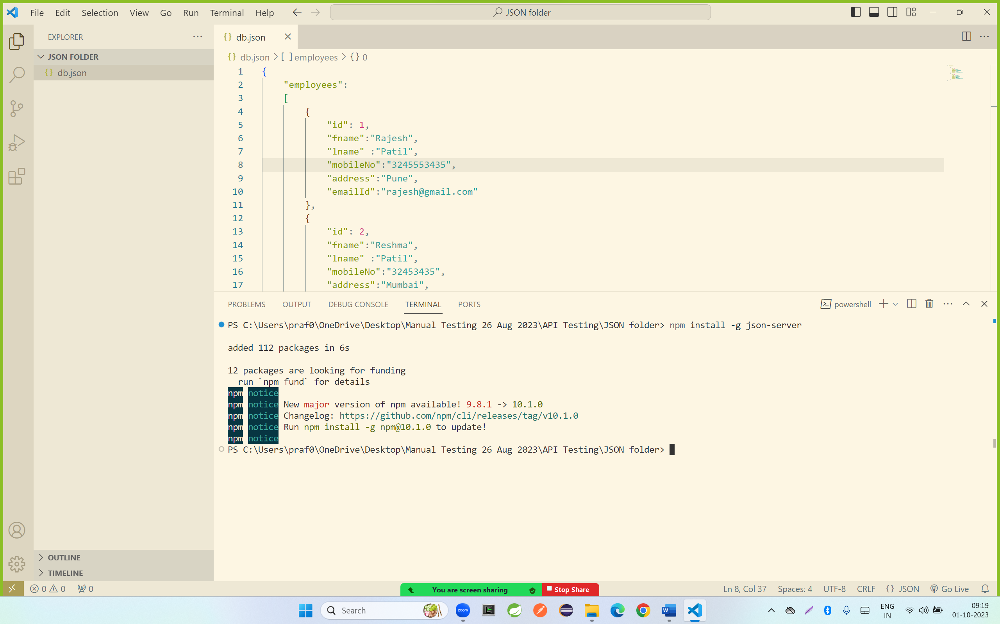 File Edit Selection View Go Run Terminal Help
JSON folder
EXPLORER
JSON FOLDER
{} db.json
{} db.json
{} db.json > [ ] employees > {} 0
1 {
2 "employees":
3 [
4 {
5 "id": 1,
6 "fname":"Rajesh",
7 "lname" :"Patil",
8 "mobileNo":"3245553435",
9 "address":"Pune",
10 "emailId":"rajesh@gmail.com"
11 },
12 {
13 "id": 2,
14 "fname":"Reshma",
15 "lname" :"Patil",
16 "mobileNo":"32453435",
17 "address":"Mumbai",
PROBLEMS OUTPUT DEBUG CONSOLE TERMINAL PORTS
powershell
PS C:\Users\praf0\OneDrive\Desktop\Manual Testing 26 Aug 2023\API Testing\JSON folder> npm install -g json-server
added 112 packages in 6s
12 packages are looking for funding
run `npm fund` for details
npm notice
npm notice New major version of npm available! 9.8.1 -> 10.1.0
npm notice Changelog: https://github.com/npm/cli/releases/tag/v10.1.0
npm notice Run npm install -g npm@10.1.0 to update!
npm notice
PS C:\Users\praf0\OneDrive\Desktop\Manual Testing 26 Aug 2023\API Testing\JSON folder>
OUTLINE
TIMELINE
0 0 0
You are screen sharing
Stop Share
Ln 8, Col 37 Spaces: 4 UTF-8 CRLF {} JSON Go Live
Search
zoom
W
ENG
IN
09:19
01-10-2023